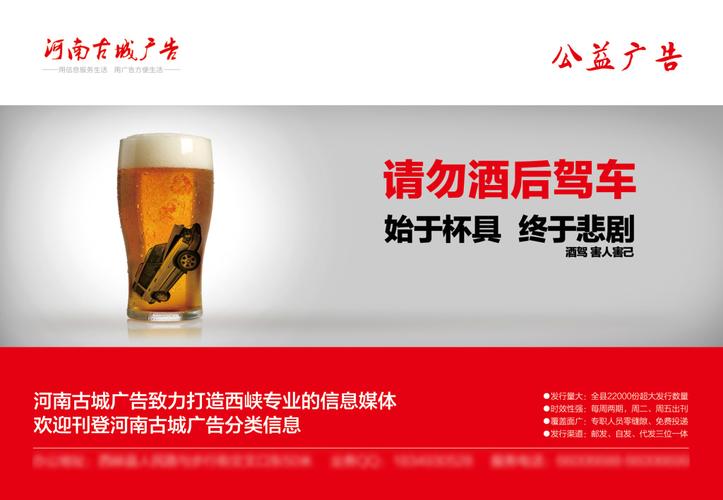 河南古城广告
用信息服务生活 用广告方便生活
公益广告
请勿酒后驾车
始于杯具 终于悲剧
酒驾 害人害己
河南古城广告致力打造西峡专业的信息媒体
欢迎刊登河南古城广告分类信息
●发行量大：全县22000份超大发行数量
●时效性强：每周两期，周二、周五出刊
●覆盖面广：专职人员零缝隙、免费投递
●发行渠道：邮发、自发、代发三位一体